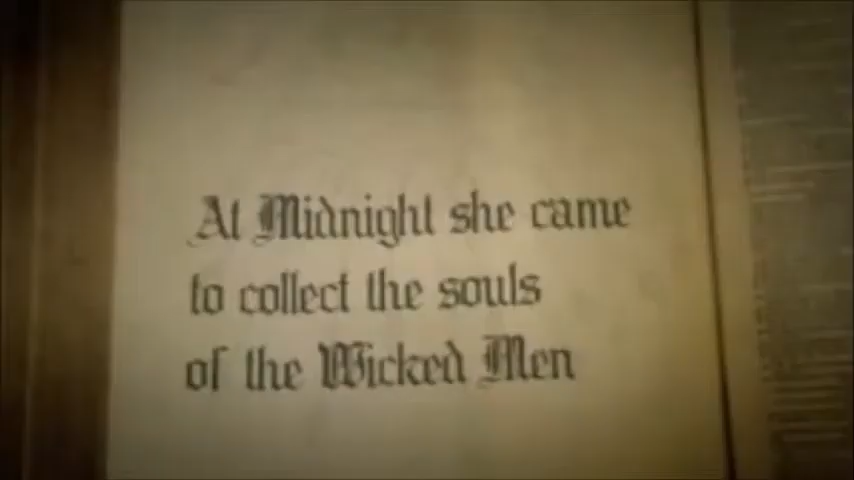 At Midnight she came
to collect the souls
of the Wicked Men